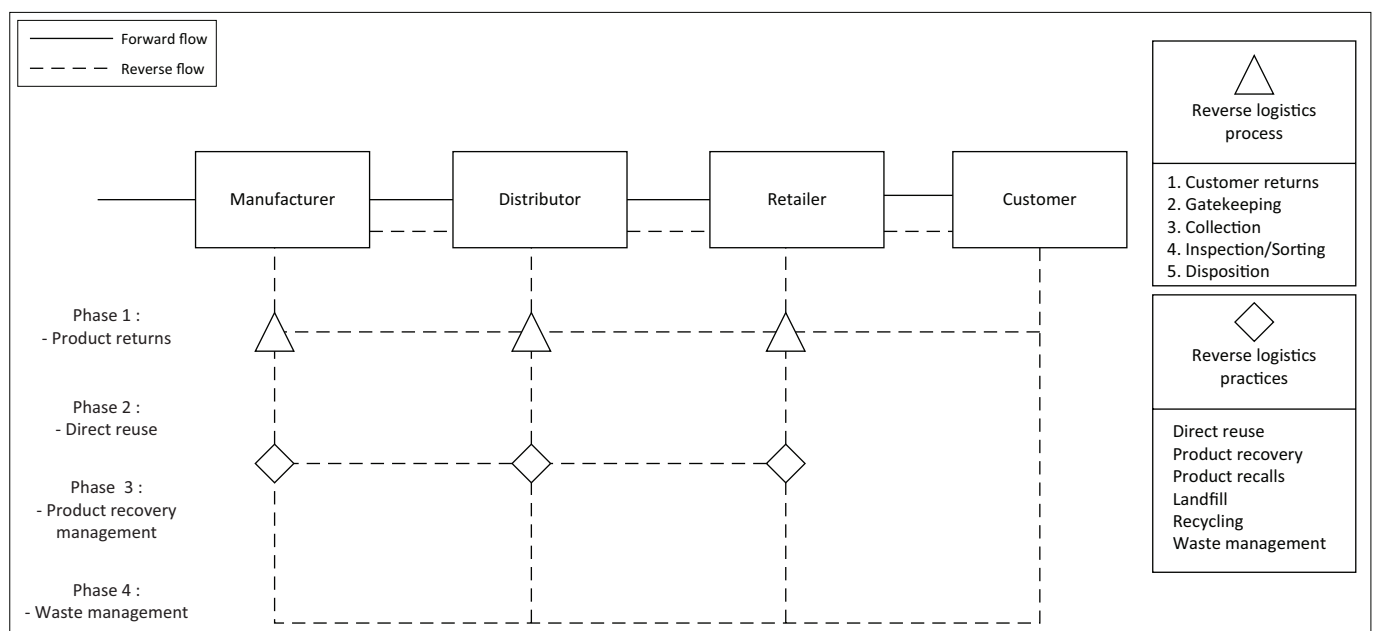 Forward flow
Reverse flow
Manufacturer
Distributor
Retailer
Customer
Phase 1 :
- Product returns
Phase 2 :
- Direct reuse
Phase  3 :
- Product recovery
management
Phase 4 :
- Waste management
Reverse logistics
process
1. Customer returns
2. Gatekeeping
3. Collection
4. Inspection/Sorting
5. Disposition
Reverse logistics
practices
Direct reuse
Product recovery
Product recalls
Landfill
Recycling
Waste management